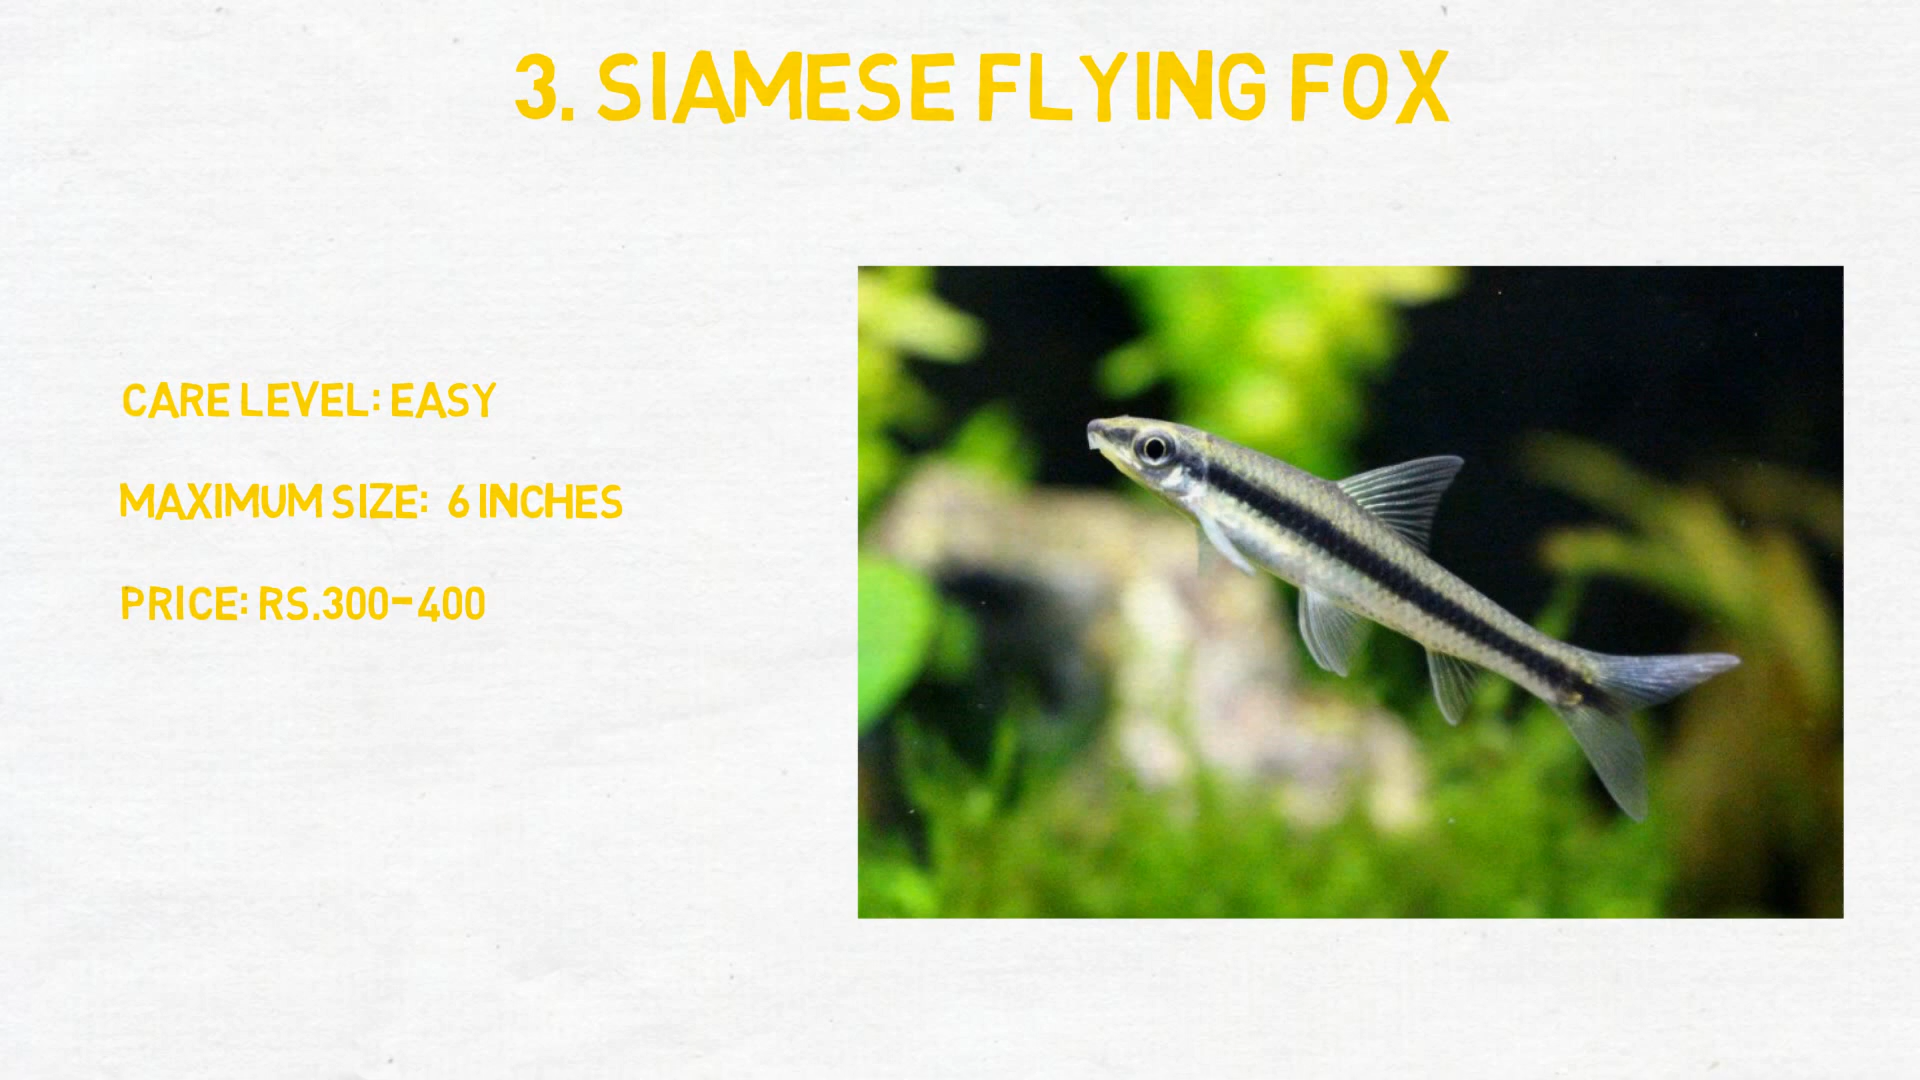 3. SIAMESE FLYING FOX
CARE LEVEL: EASY
MAXIMUM SIZE: 6 INCHES
PRICE: RS.300-400